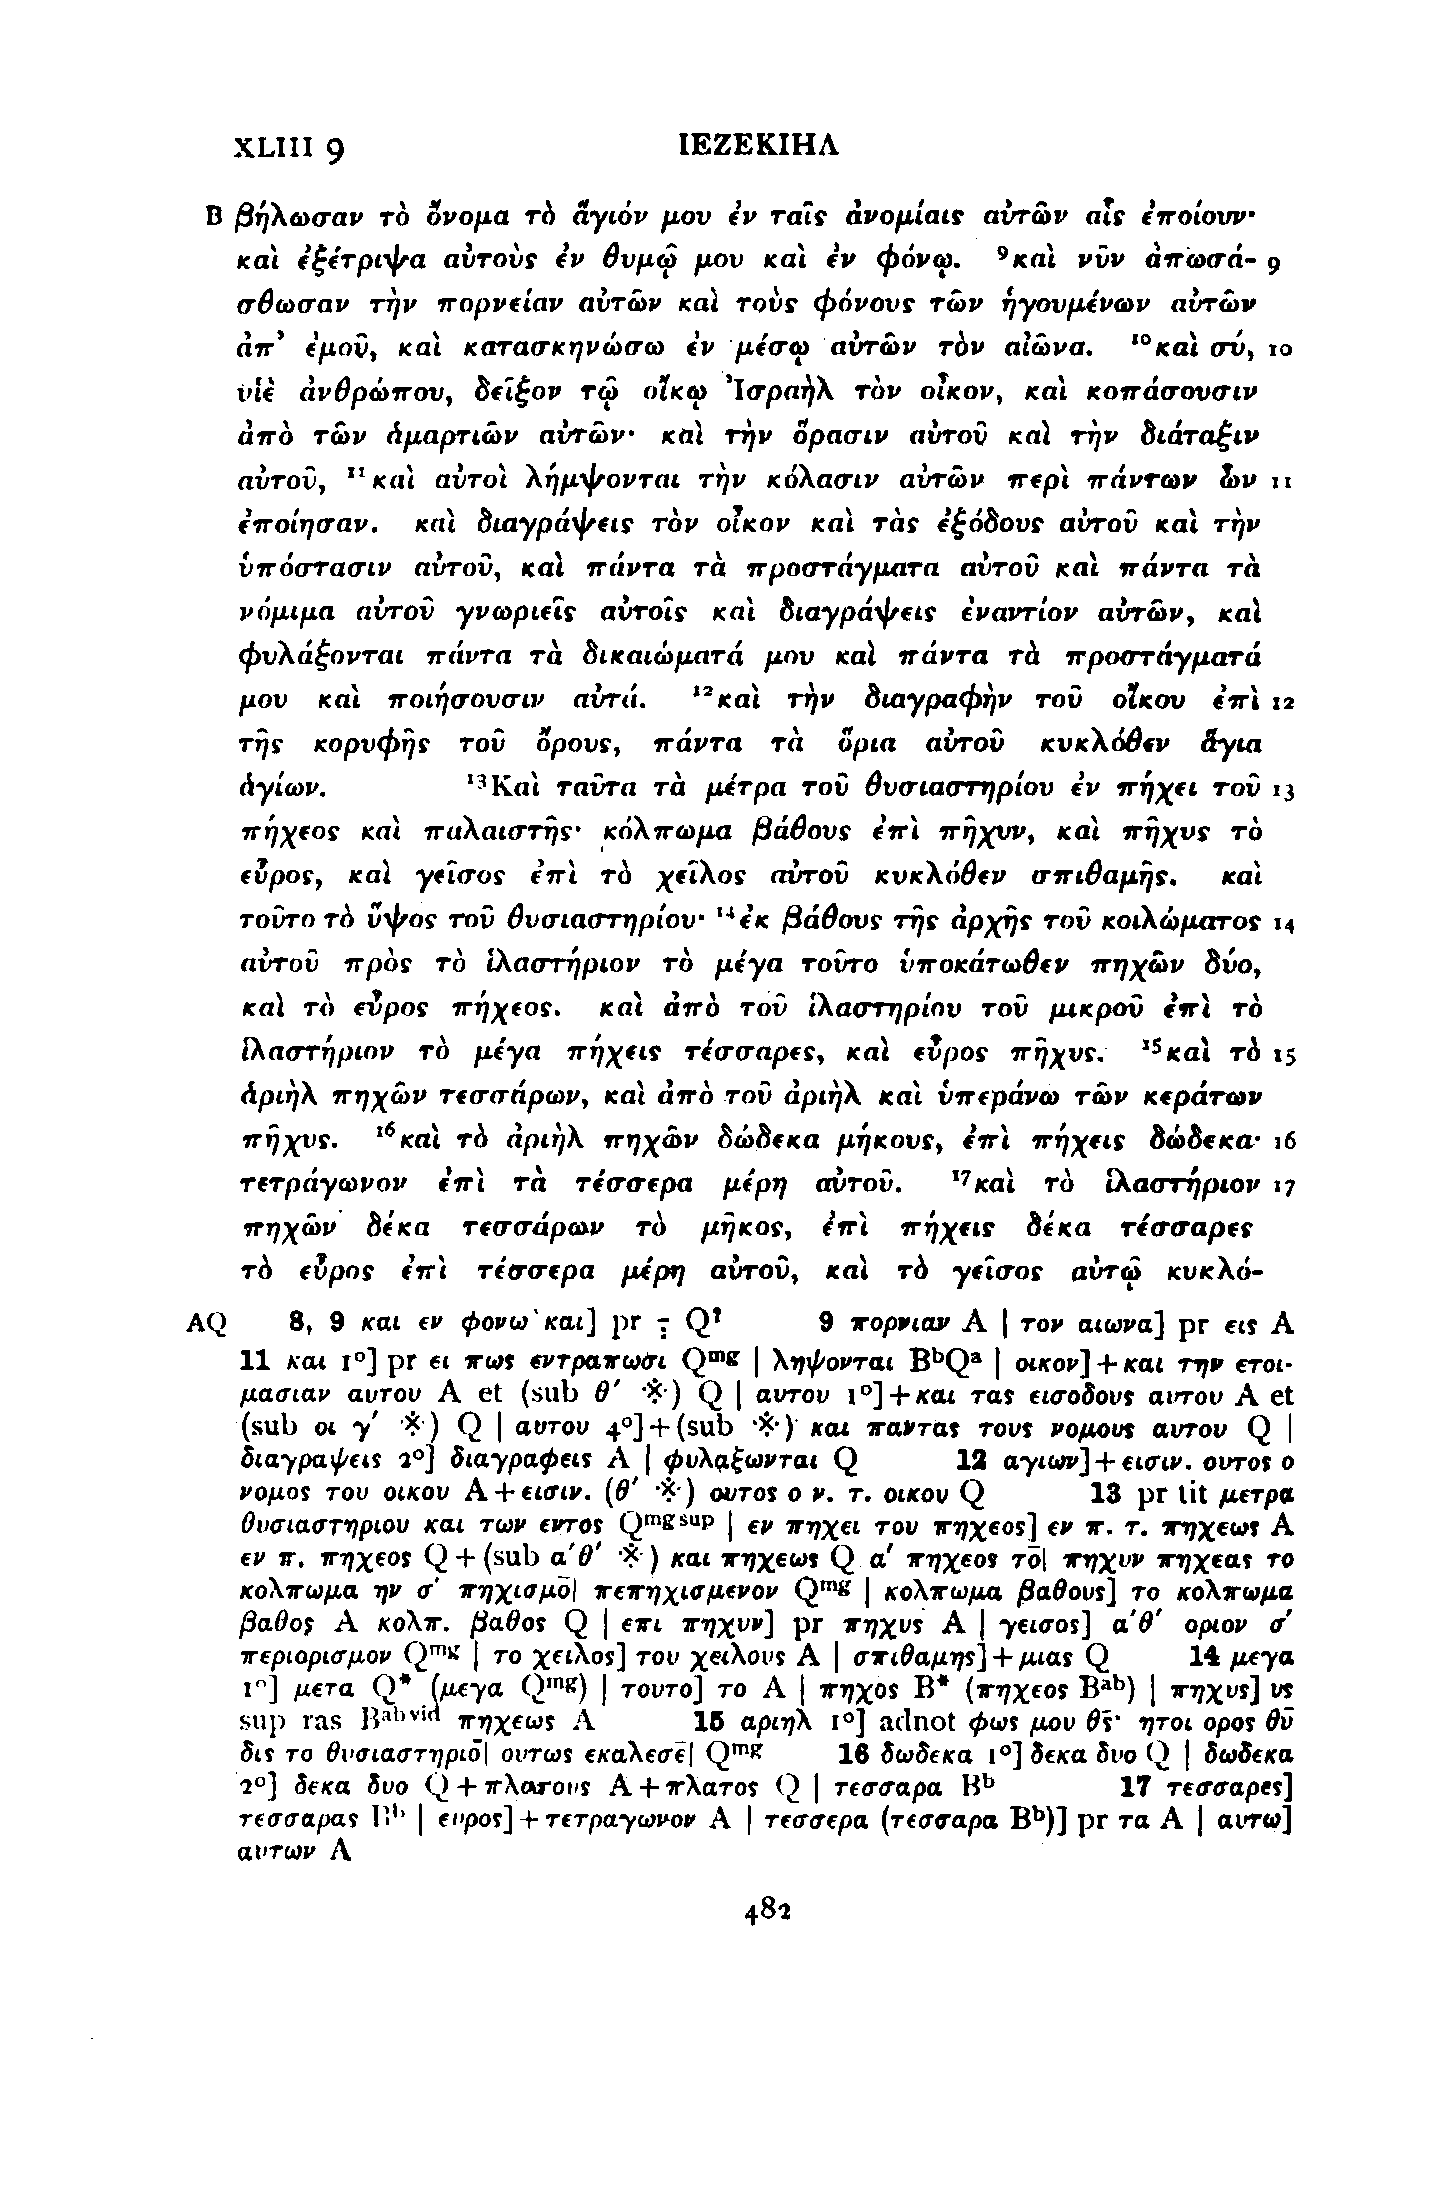 XLIII 9 ΙΕΖΕΚΙΗΛ
B βήλωσαν τὸ ὄνομα τὸ ἅγιόν μου ἐν ταῖς ἀνομίαις αὐτῶν αἷς ἐποίουν·
καὶ ἐξέτριψα αὐτοὺς ἐν θυμῷ μου καὶ ἐν φόνῳ. ⁹καὶ νῦν ἀπωσά- 9
σθωσαν τὴν πορνείαν αὐτῶν καὶ τοὺς φόνους τῶν ἡγουμένων αὐτῶν
ἀπ’ ἐμοῦ, καὶ κατασκηνώσω ἐν μέσῳ αὐτῶν τὸν αἰῶνα. ¹⁰καὶ σύ, 10
υἱὲ ἀνθρώπου, δεῖξον τῷ οἴκῳ Ἰσραὴλ τὸν οἶκον, καὶ κοπάσουσιν
ἀπὸ τῶν ἁμαρτιῶν αὐτῶν· καὶ τὴν ὅρασιν αὐτοῦ καὶ τὴν διάταξιν
αὐτοῦ, ¹¹καὶ αὐτοὶ λήμψονται τὴν κόλασιν αὐτῶν περὶ πάντων ὧν 11
ἐποίησαν. καὶ διαγράψεις τὸν οἶκον καὶ τὰς ἐξόδους αὐτοῦ καὶ τὴν
ὑπόστασιν αὐτοῦ, καὶ πάντα τὰ προστάγματα αὐτοῦ καὶ πάντα τὰ
νόμιμα αὐτοῦ γνωριεῖς αὐτοῖς καὶ διαγράψεις ἐναντίον αὐτῶν, καὶ
φυλάξονται πάντα τὰ δικαιώματά μου καὶ πάντα τὰ προστάγματά
μου καὶ ποιήσουσιν αὐτά. ¹²καὶ τὴν διαγραφὴν τοῦ οἴκου ἐπὶ 12
τῆς κορυφῆς τοῦ ὄρους, πάντα τὰ ὅρια αὐτοῦ κυκλόθεν ἅγια
ἁγίων. ¹³Καὶ ταῦτα τὰ μέτρα τοῦ θυσιαστηρίου ἐν πήχει τοῦ 13
πήχεος καὶ παλαιστῆς· κόλπωμα βάθους ἐπὶ πῆχυν, καὶ πῆχυς τὸ
εὖρος, καὶ γεῖσος ἐπὶ τὸ χεῖλος αὐτοῦ κυκλόθεν σπιθαμῆς. καὶ
τοῦτο τὸ ὕψος τοῦ θυσιαστηρίου· ¹⁴ἐκ βάθους τῆς ἀρχῆς τοῦ κοιλώματος 14
αὐτοῦ πρὸς τὸ ἱλαστήριον τὸ μέγα τοῦτο ὑποκάτωθεν πηχῶν δύο,
καὶ τὸ εὖρος πήχεος. καὶ ἀπὸ τοῦ ἱλαστηρίου τοῦ μικροῦ ἐπὶ τὸ
ἱλαστήριον τὸ μέγα πήχεις τέσσαρες, καὶ εὖρος πῆχυς. ¹⁵καὶ τὸ 15
ἁριὴλ πηχῶν τεσσάρων, καὶ ἀπὸ τοῦ ἀριὴλ καὶ ὑπεράνω τῶν κεράτων
πῆχυς. ¹⁶καὶ τὸ ἀριὴλ πηχῶν δώδεκα μήκους, ἐπὶ πήχεις δώδεκα· 16
τετράγωνον ἐπὶ τὰ τέσσερα μέρη αὐτοῦ. ¹⁷καὶ τὸ ἱλαστήριον 17
πηχῶν δέκα τεσσάρων τὸ μῆκος, ἐπὶ πήχεις δέκα τέσσαρες
τὸ εὖρος ἐπὶ τέσσερα μέρη αὐτοῦ, καὶ τὸ γεῖσος αὐτῷ κυκλό-
AQ 8, 9 και εν φονω και] pr ÷ Q? 9 πορνιαν A | τον αιωνα] pr εις A
11 και 1°] pr ει πως εντραπωσι Qᵐᵍ | ληψονται BᵇQᵃ | οικον]+και την ετοι-
μασιαν αυτου A et (sub θ′ ※) Q | αυτου 1°]+και τας εισοδους αυτου A et
(sub οι γ′ ※) Q | αυτου 4°]+(sub ※) και παντας τους νομους αυτου Q |
διαγραψεις 2°] διαγραφεις A | φυλαξωνται Q 12 αγιων]+εισιν. ουτος ο
νομος του οικου A+εισιν. (θ′ ※) ουτος ο ν. τ. οικου Q 13 pr tit μετρα
θυσιαστηριου και των εντος Qᵐᵍ ˢᵘᵖ | εν πηχει του πηχεος] εν π. τ. πηχεως A
εν π. πηχεος Q+(sub α′θ′ ※) και πηχεως Q α′ πηχεος το̄| πηχυν πηχεας το
κολπωμα ην σ′ πηχισμο̄| πεπηχισμενον Qᵐᵍ | κολπωμα βαθους] το κολπωμα
βαθος A κολπ. βαθος Q | επι πηχυν] pr πηχυς A | γεισος] α′θ′ οριον σ′
περιορισμον Qᵐᵍ | το χειλος] του χειλους A | σπιθαμης]+μιας Q 14 μεγα
1°] μετα Q* (μεγα Qᵐᵍ) | τουτο] το A | πηχος B* (πηχεος Bᵃᵇ) | πηχυς] υς
sup ras Bᵃᵇ ᵛⁱᵈ πηχεως A 15 αριηλ 1°] adnot φως μου θ̄ς̄· ητοι ορος θ̄ῡ
δις το θυσιαστηριο̄| ουτως εκαλεσε̄| Qᵐᵍ 16 δωδεκα 1°] δεκα δυο Q | δωδεκα
2°] δεκα δυο Q+πλατους A+πλατος Q | τεσσαρα Bᵇ 17 τεσσαρες]
τεσσαρας Bᵇ | ευρος]+τετραγωνον A | τεσσερα (τεσσαρα Bᵇ)] pr τα A | αυτω]
αυτων A
482